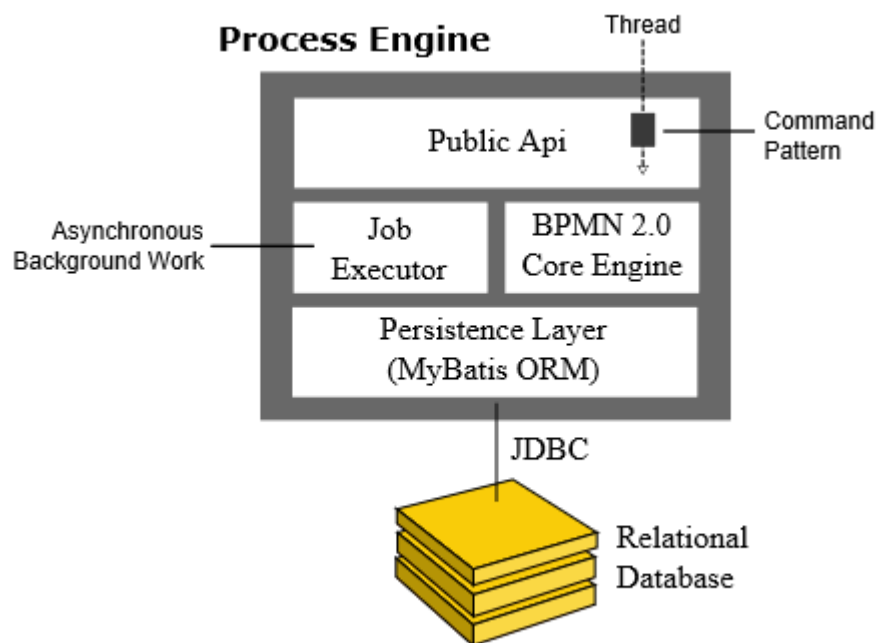 Thread
Process Engine
Public Api
Command
Pattern
Asynchronous
Background Work
Job
Executor
BPMN 2.0
Core Engine
Persistence Layer
(MyBatis ORM)
JDBC
Relational
Database